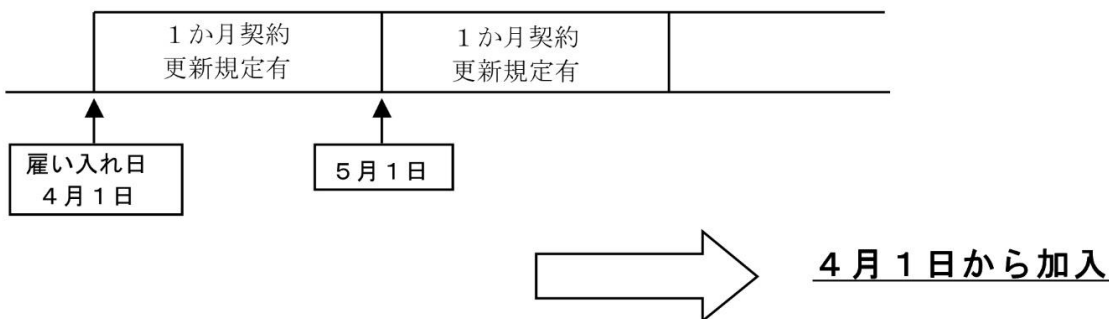 １か月契約
更新規定有
１か月契約
更新規定有
雇い入れ日
４月１日
５月１日
４月１日から加入